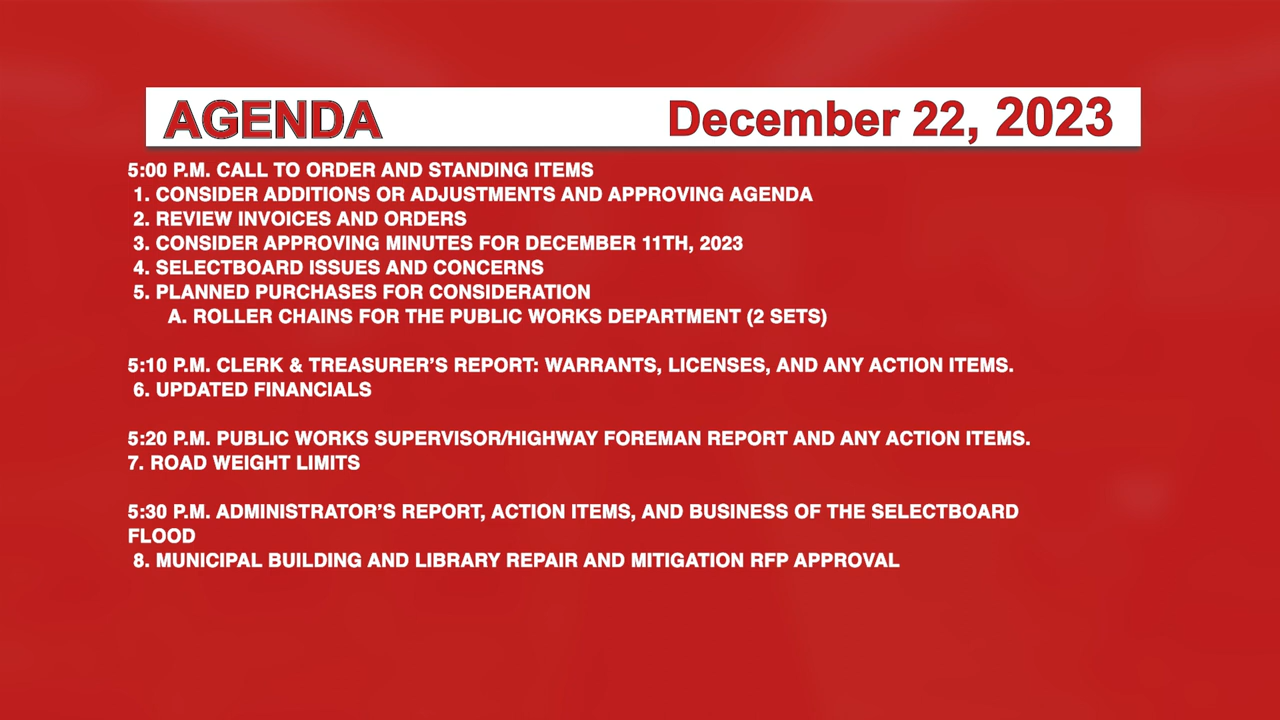 AGENDA December 22, 2023
5:00 P.M. CALL TO ORDER AND STANDING ITEMS
1. CONSIDER ADDITIONS OR ADJUSTMENTS AND APPROVING AGENDA
2. REVIEW INVOICES AND ORDERS
3. CONSIDER APPROVING MINUTES FOR DECEMBER 11TH, 2023
4. SELECTBOARD ISSUES AND CONCERNS
5. PLANNED PURCHASES FOR CONSIDERATION
A. ROLLER CHAINS FOR THE PUBLIC WORKS DEPARTMENT (2 SETS)
5:10 P.M. CLERK & TREASURER’S REPORT: WARRANTS, LICENSES, AND ANY ACTION ITEMS.
6. UPDATED FINANCIALS
5:20 P.M. PUBLIC WORKS SUPERVISOR/HIGHWAY FOREMAN REPORT AND ANY ACTION ITEMS.
7. ROAD WEIGHT LIMITS
5:30 P.M. ADMINISTRATOR’S REPORT, ACTION ITEMS, AND BUSINESS OF THE SELECTBOARD
FLOOD
8. MUNICIPAL BUILDING AND LIBRARY REPAIR AND MITIGATION RFP APPROVAL